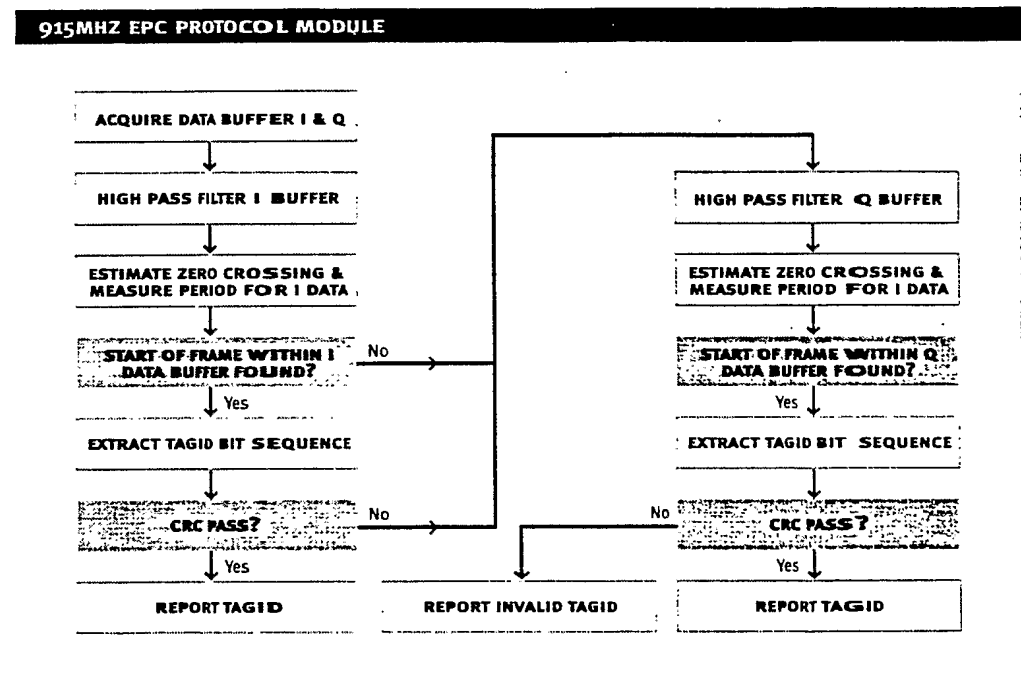 915MHZ EPC PROTOCOL MODULE
ACQUIRE DATA BUFFER I & Q
HIGH PASS FILTER I BUFFER
ESTIMATE ZERO CROSSING &
MEASURE PERIOD FOR I DATA
START OF FRAME WITHIN I
DATA BUFFER FOUND?
No
Yes
EXTRACT TAGID BIT SEQUENCE
CRC PASS?
No
Yes
REPORT TAGID
HIGH PASS FILTER Q BUFFER
ESTIMATE ZERO CROSSING &
MEASURE PERIOD FOR I DATA
START OF FRAME WITHIN Q
DATA BUFFER FOUND?
Yes
EXTRACT TAGID BIT SEQUENCE
CRC PASS?
No
Yes
REPORT INVALID TAGID
REPORT TAGID